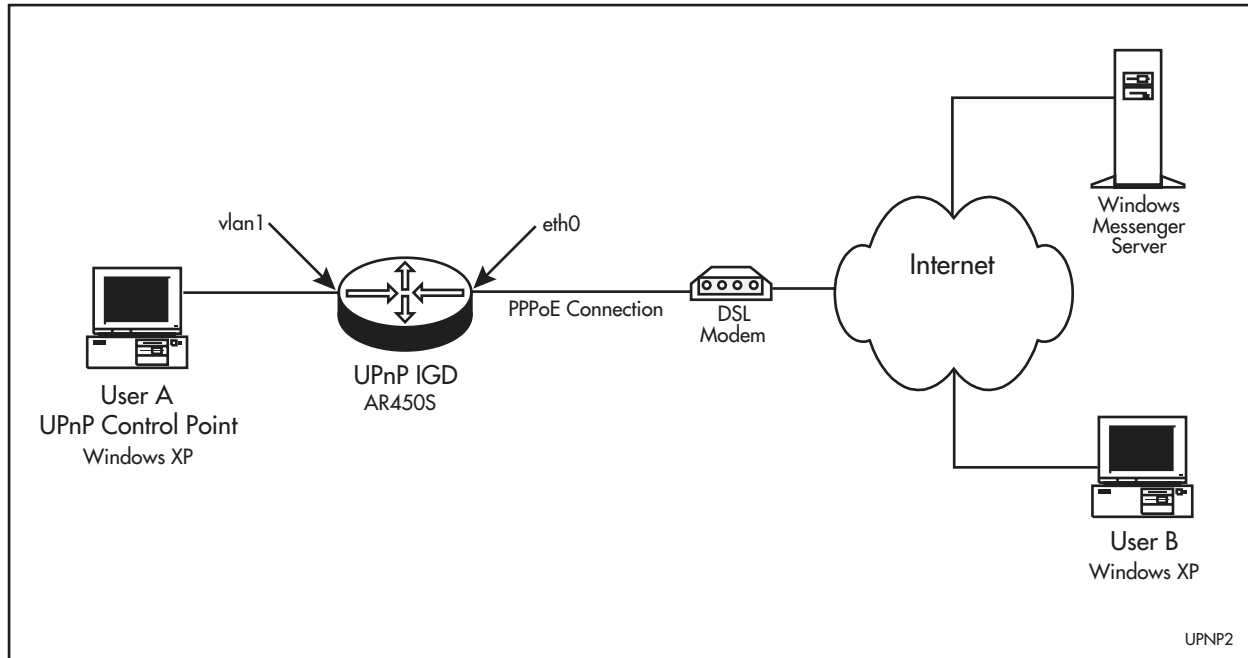 vlan1
eth0
PPPoE Connection
User A
UPnP Control Point
Windows XP
UPnP IGD
AR450S
DSL
Modem
Internet
Windows
Messenger
Server
User B
Windows XP
UPNP2